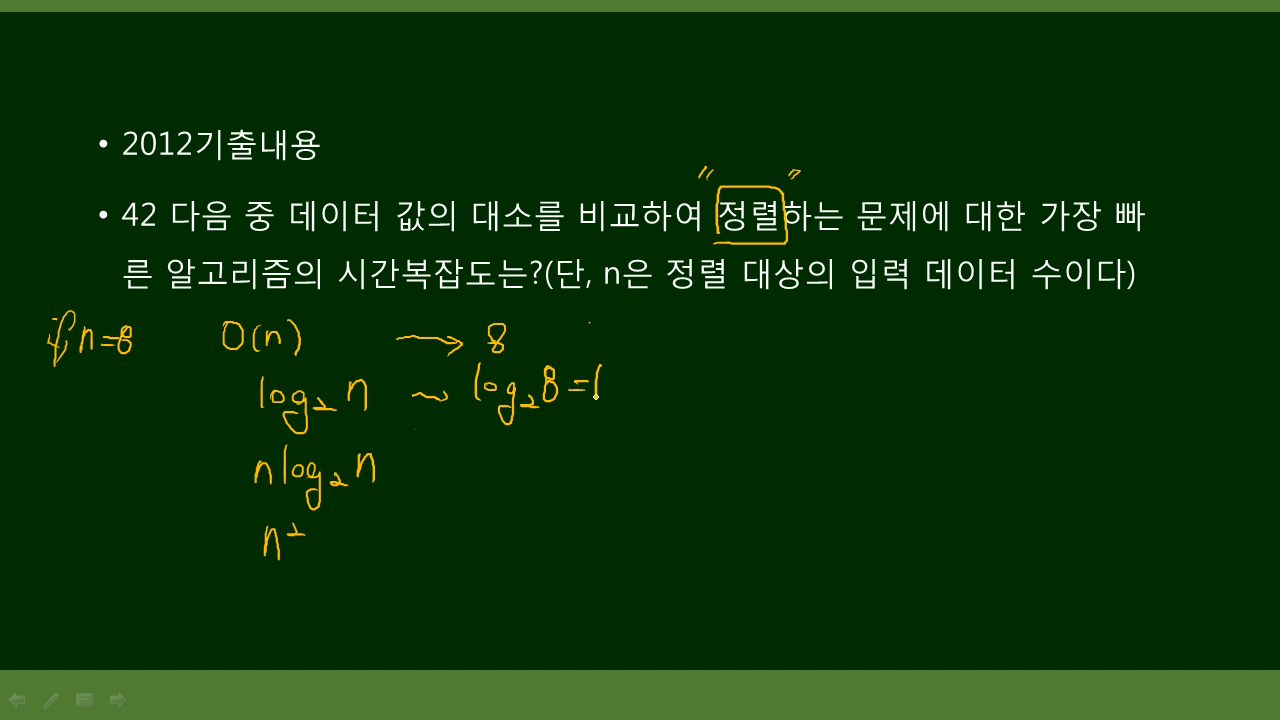 • 2012기출내용
• 42 다음 중 데이터 값의 대소를 비교하여 "정렬"하는 문제에 대한 가장 빠
른 알고리즘의 시간복잡도는?(단, n은 정렬 대상의 입력 데이터 수이다)
if n=8 O(n) → 8
log₂n → log₂8=l
nlog₂n
n²